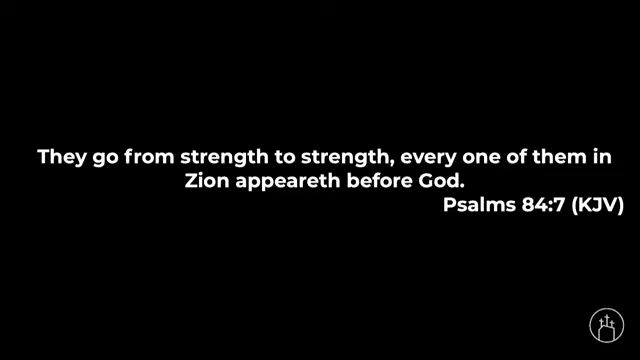 They go from strength to strength, every one of them in
Zion appeareth before God.
Psalms 84:7 (KJV)